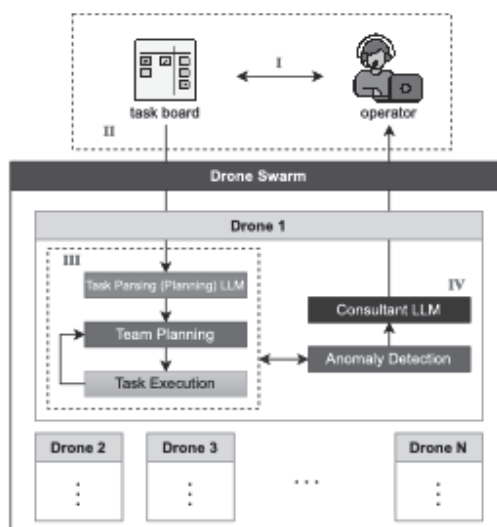 I
task board
operator
II
Drone Swarm
Drone 1
III
Task Parsing (Planning) LLM
IV
Consultant LLM
Team Planning
Anomaly Detection
Task Execution
Drone 2
Drone 3
...
Drone N